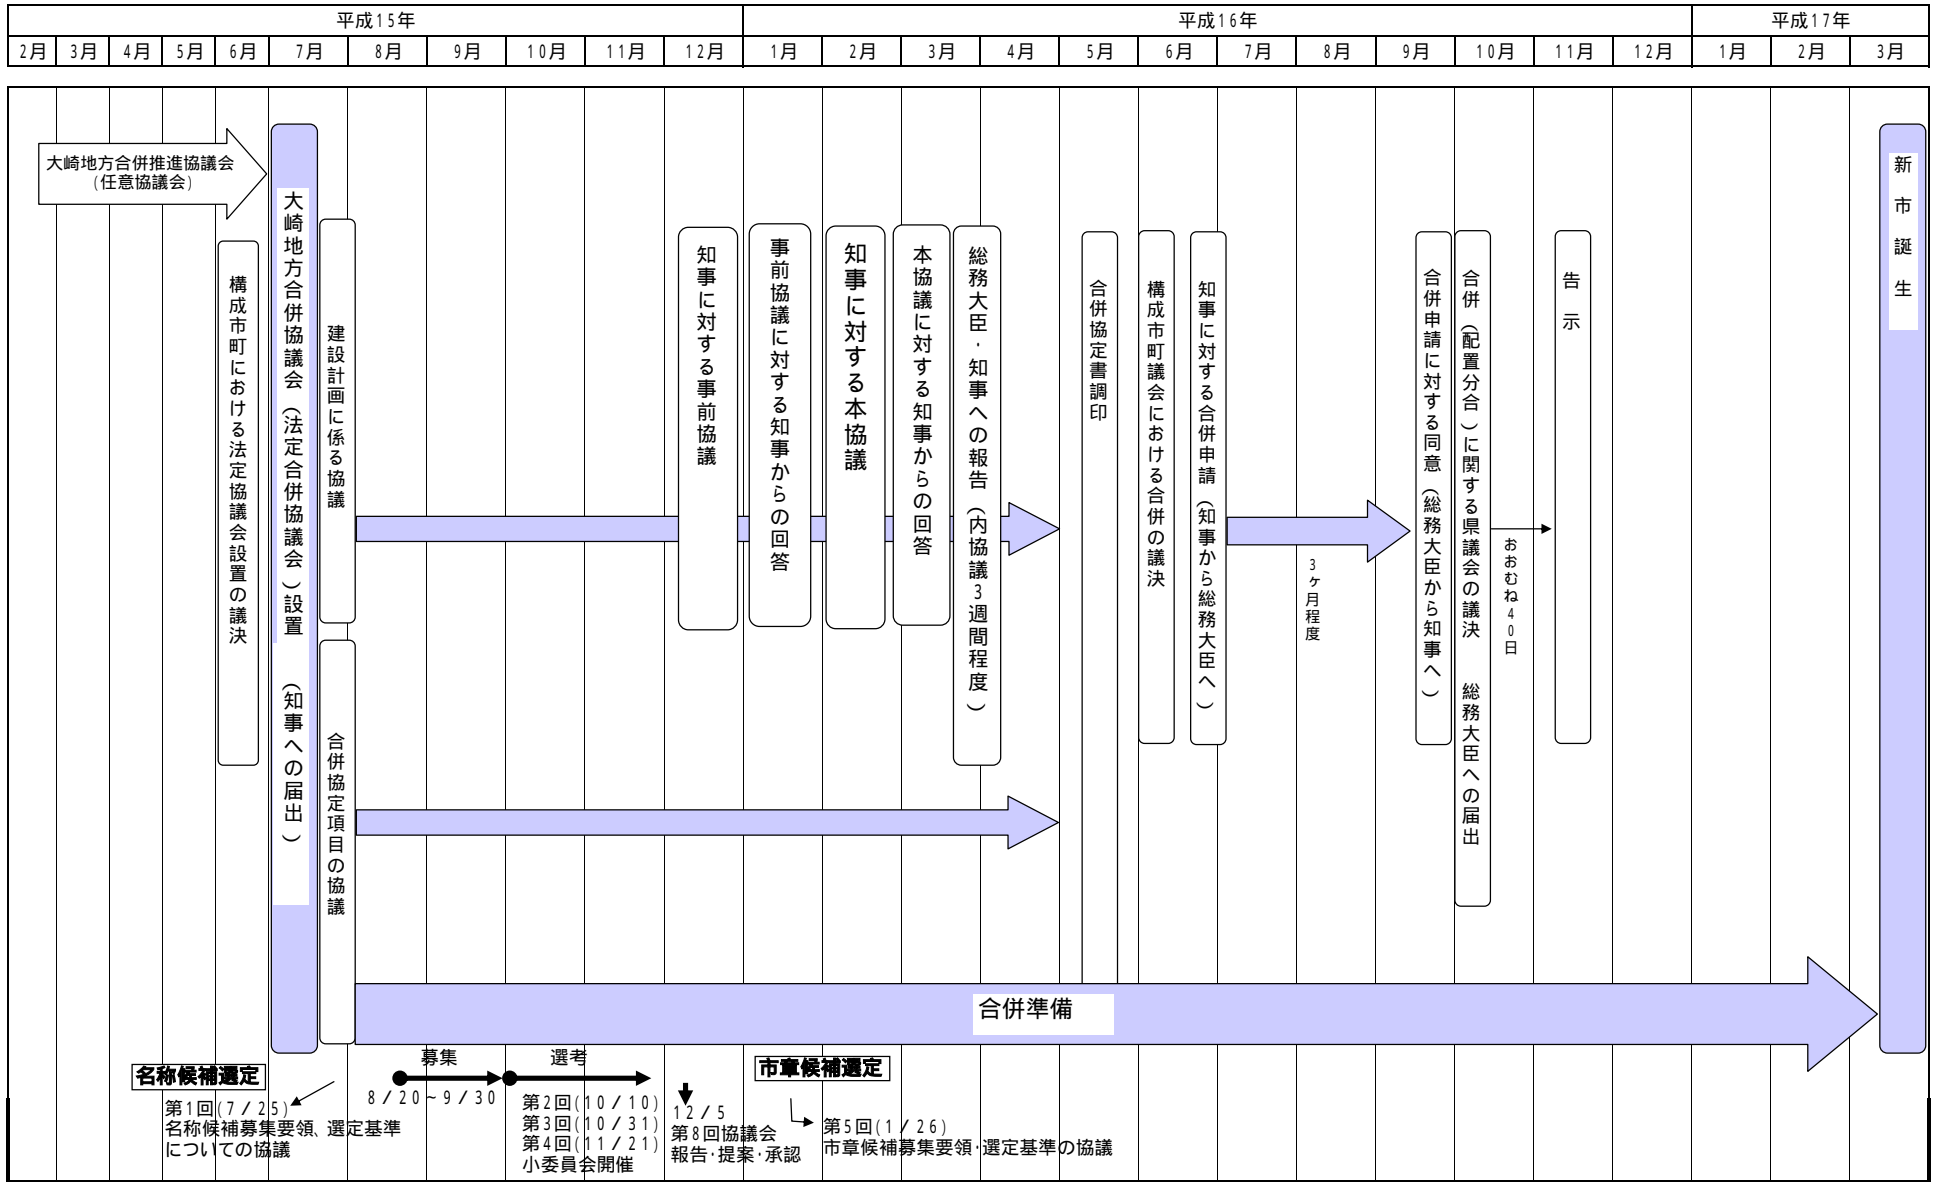 平成15年
平成16年
平成17年
2月
3月
4月
5月
6月
7月
8月
9月
10月
11月
12月
1月
2月
3月
4月
5月
6月
7月
8月
9月
10月
11月
12月
1月
2月
3月
大崎地方合併推進協議会
(任意協議会)
構成市町における法定協議会設置の議決
大崎地方合併協議会(法定合併協議会)設置 (知事への届出)
建設計画に係る協議
合併協定項目の協議
知事に対する事前協議
事前協議に対する知事からの回答
知事に対する本協議
本協議に対する知事からの回答
総務大臣・知事への報告(内協議3週間程度)
合併協定書調印
構成市町議会における合併の議決
知事に対する合併申請(知事から総務大臣へ)
3ヶ月程度
合併申請に対する同意(総務大臣から知事へ)
合併(配置分合)に関する県議会の議決 総務大臣への届出
おおむね40日
告示
新市誕生
合併準備
名称候補選定
第1回(7/25)
名称候補募集要領、選定基準
についての協議
募集
8/20~9/30
選考
第2回(10/10)
第3回(10/31)
第4回(11/21)
小委員会開催
12/5
第8回協議会
報告・提案・承認
市章候補選定
第5回(1/26)
市章候補募集要領・選定基準の協議